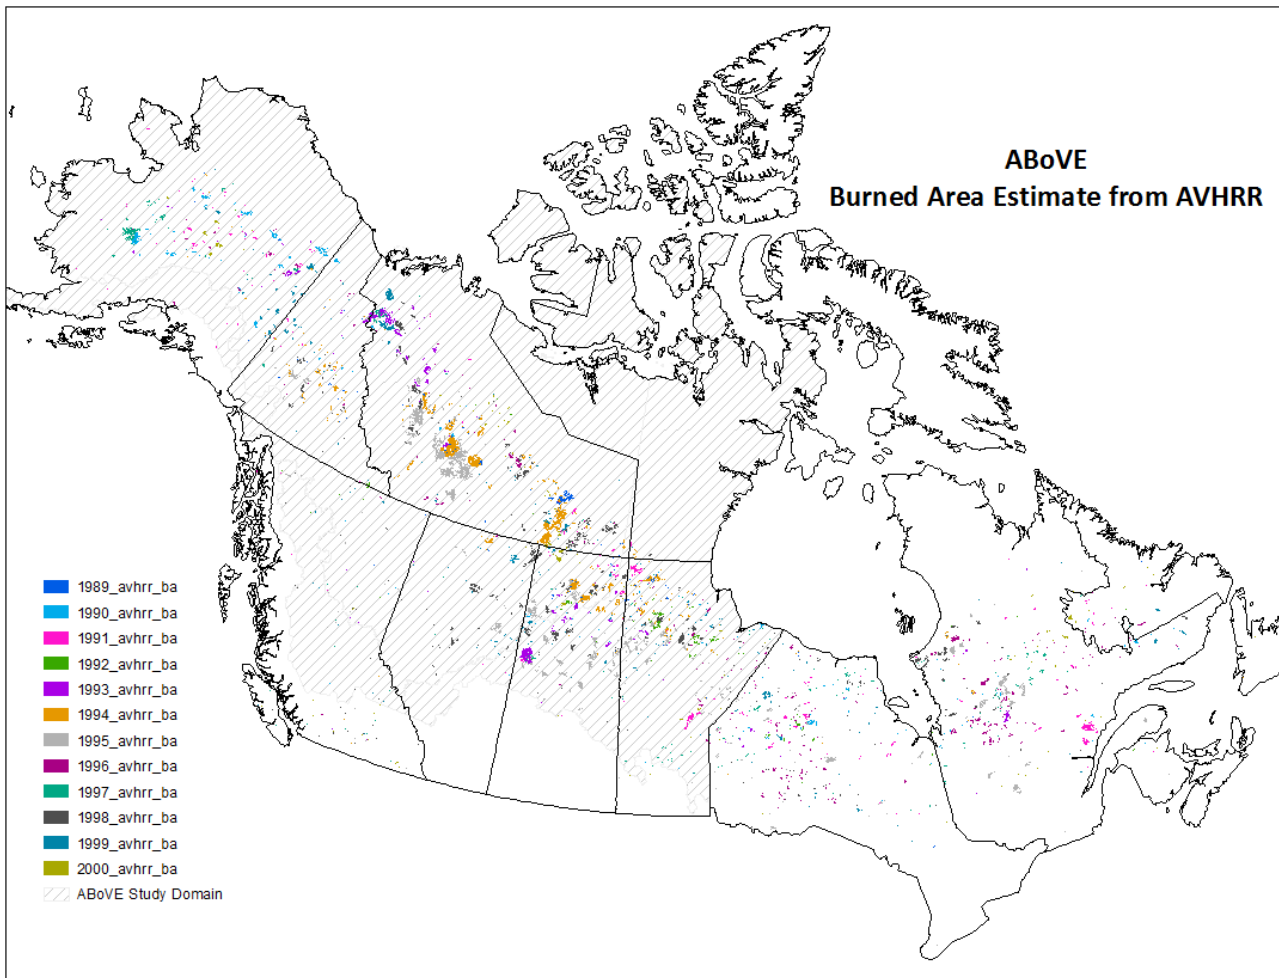 ABoVE
Burned Area Estimate from AVHRR
1989_avhrr_ba
1990_avhrr_ba
1991_avhrr_ba
1992_avhrr_ba
1993_avhrr_ba
1994_avhrr_ba
1995_avhrr_ba
1996_avhrr_ba
1997_avhrr_ba
1998_avhrr_ba
1999_avhrr_ba
2000_avhrr_ba
ABoVE Study Domain